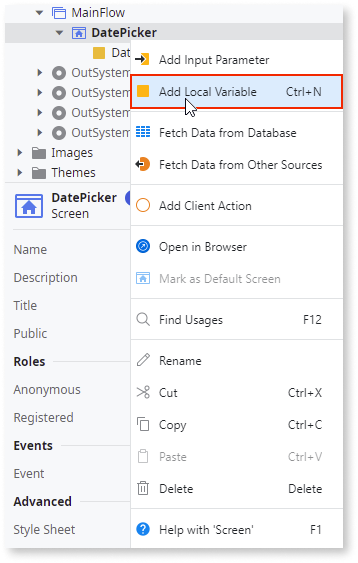 MainFlow
DatePicker
Dat
OutSystem
OutSystem
OutSystem
OutSystem
Images
Themes
DatePicker
Screen
Name
Description
Title
Public
Roles
Anonymous
Registered
Events
Event
Advanced
Style Sheet
Add Input Parameter
Add Local Variable Ctrl+N
Fetch Data from Database
Fetch Data from Other Sources
Add Client Action
Open in Browser
Mark as Default Screen
Find Usages F12
Rename
Cut Ctrl+X
Copy Ctrl+C
Paste Ctrl+V
Delete Delete
Help with 'Screen' F1